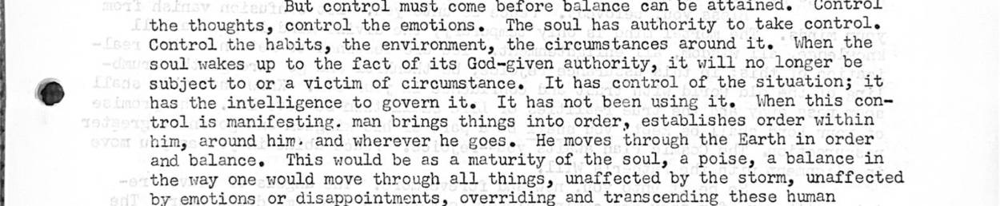 But control must come before balance can be attained. Control
the thoughts, control the emotions. The soul has authority to take control.
Control the habits, the environment, the circumstances around it. When the
soul wakes up to the fact of its God-given authority, it will no longer be
subject to or a victim of circumstance. It has control of the situation; it
has the intelligence to govern it. It has not been using it. When this con-
trol is manifesting. man brings things into order, establishes order within
him, around him. and wherever he goes. He moves through the Earth in order
and balance. This would be as a maturity of the soul, a poise, a balance in
the way one would move through all things, unaffected by the storm, unaffected
by emotions or disappointments, overriding and transcending these human